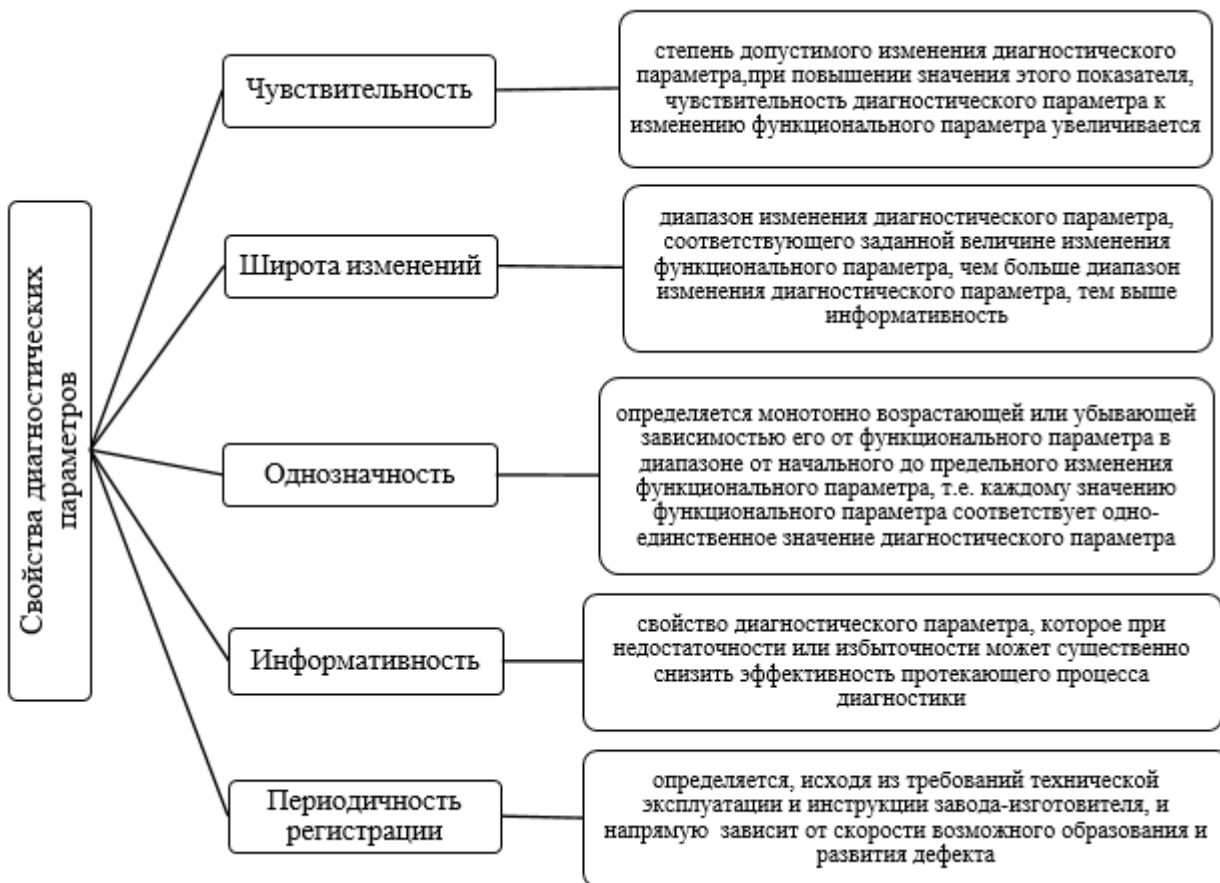 Свойства диагностических
параметров
Чувствительность
степень допустимого изменения диагностического
параметра,при повышении значения этого показателя,
чувствительность диагностического параметра к
изменению функционального параметра увеличивается
Широта изменений
диапазон изменения диагностического параметра,
соответствующего заданной величине изменения
функционального параметра, чем больше диапазон
изменения диагностического параметра, тем выше
информативность
Однозначность
определяется монотонно возрастающей или убывающей
зависимостью его от функционального параметра в
диапазоне от начального до предельного изменения
функционального параметра, т.е. каждому значению
функционального параметра соответствует одно-
единственное значение диагностического параметра
Информативность
свойство диагностического параметра, которое при
недостаточности или избыточности может существенно
снизить эффективность протекающего процесса
диагностики
Периодичность
регистрации
определяется, исходя из требований технической
эксплуатации и инструкции завода-изготовителя, и
напрямую зависит от скорости возможного образования и
развития дефекта